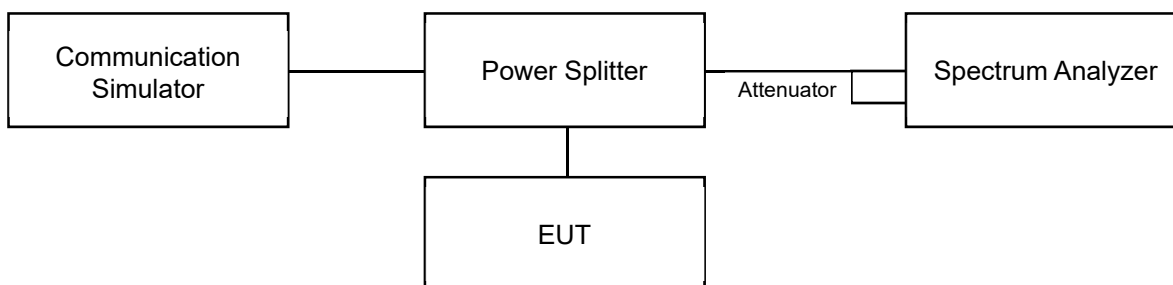 Communication
Simulator
Power Splitter
Attenuator
Spectrum Analyzer
EUT